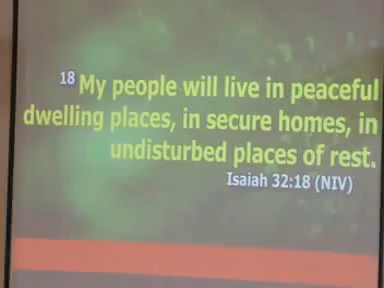 18 My people will live in peaceful
dwelling places, in secure homes, in
undisturbed places of rest.
Isaiah 32:18 (NIV)